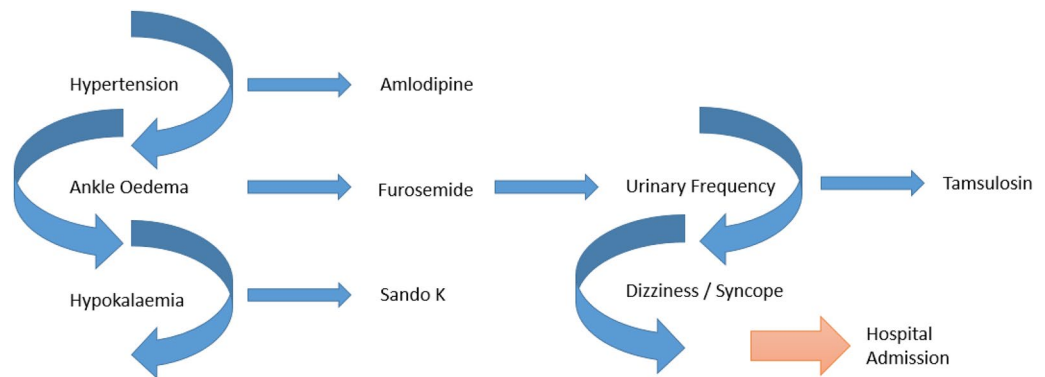 Hypertension
Amlodipine
Ankle Oedema
Furosemide
Urinary Frequency
Tamsulosin
Hypokalaemia
Sando K
Dizziness / Syncope
Hospital
Admission